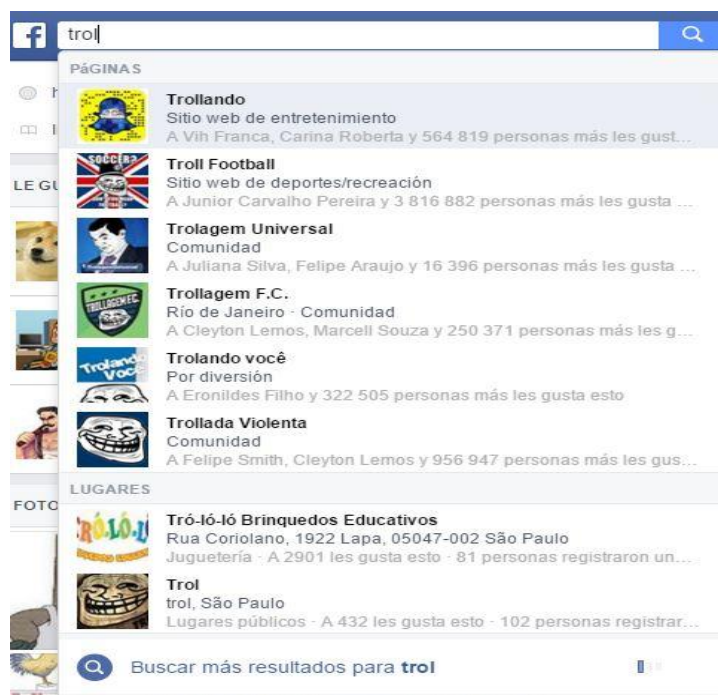 f trol
PáGINAS
Trollando
Sitio web de entretenimiento
A Vih Franca, Carina Roberta y 564 819 personas más les gust...
SOCCER?
Troll Football
Sitio web de deportes/recreación
A Junior Carvalho Pereira y 3 816 882 personas más les gusta ...
LE GU
Trolagem Universal
Comunidad
A Juliana Silva, Felipe Araujo y 16 396 personas más les gusta ...
Trollagem F.C.
TROLLAGEM F.C.
Río de Janeiro · Comunidad
A Cleyton Lemos, Marcell Souza y 250 371 personas más les g...
Trolando você
Trolando
Você
Por diversión
A Eronildes Filho y 322 505 personas más les gusta esto
Trollada Violenta
Comunidad
A Felipe Smith, Cleyton Lemos y 956 947 personas más les gus...
LUGARES
FOTO
Tró-ló-ló Brinquedos Educativos
Rua Coriolano, 1922 Lapa, 05047-002 São Paulo
Juguetería · A 2901 les gusta esto · 81 personas registraron un...
Trol
trol, São Paulo
Lugares públicos · A 432 les gusta esto · 102 personas registrar...
Buscar más resultados para trol